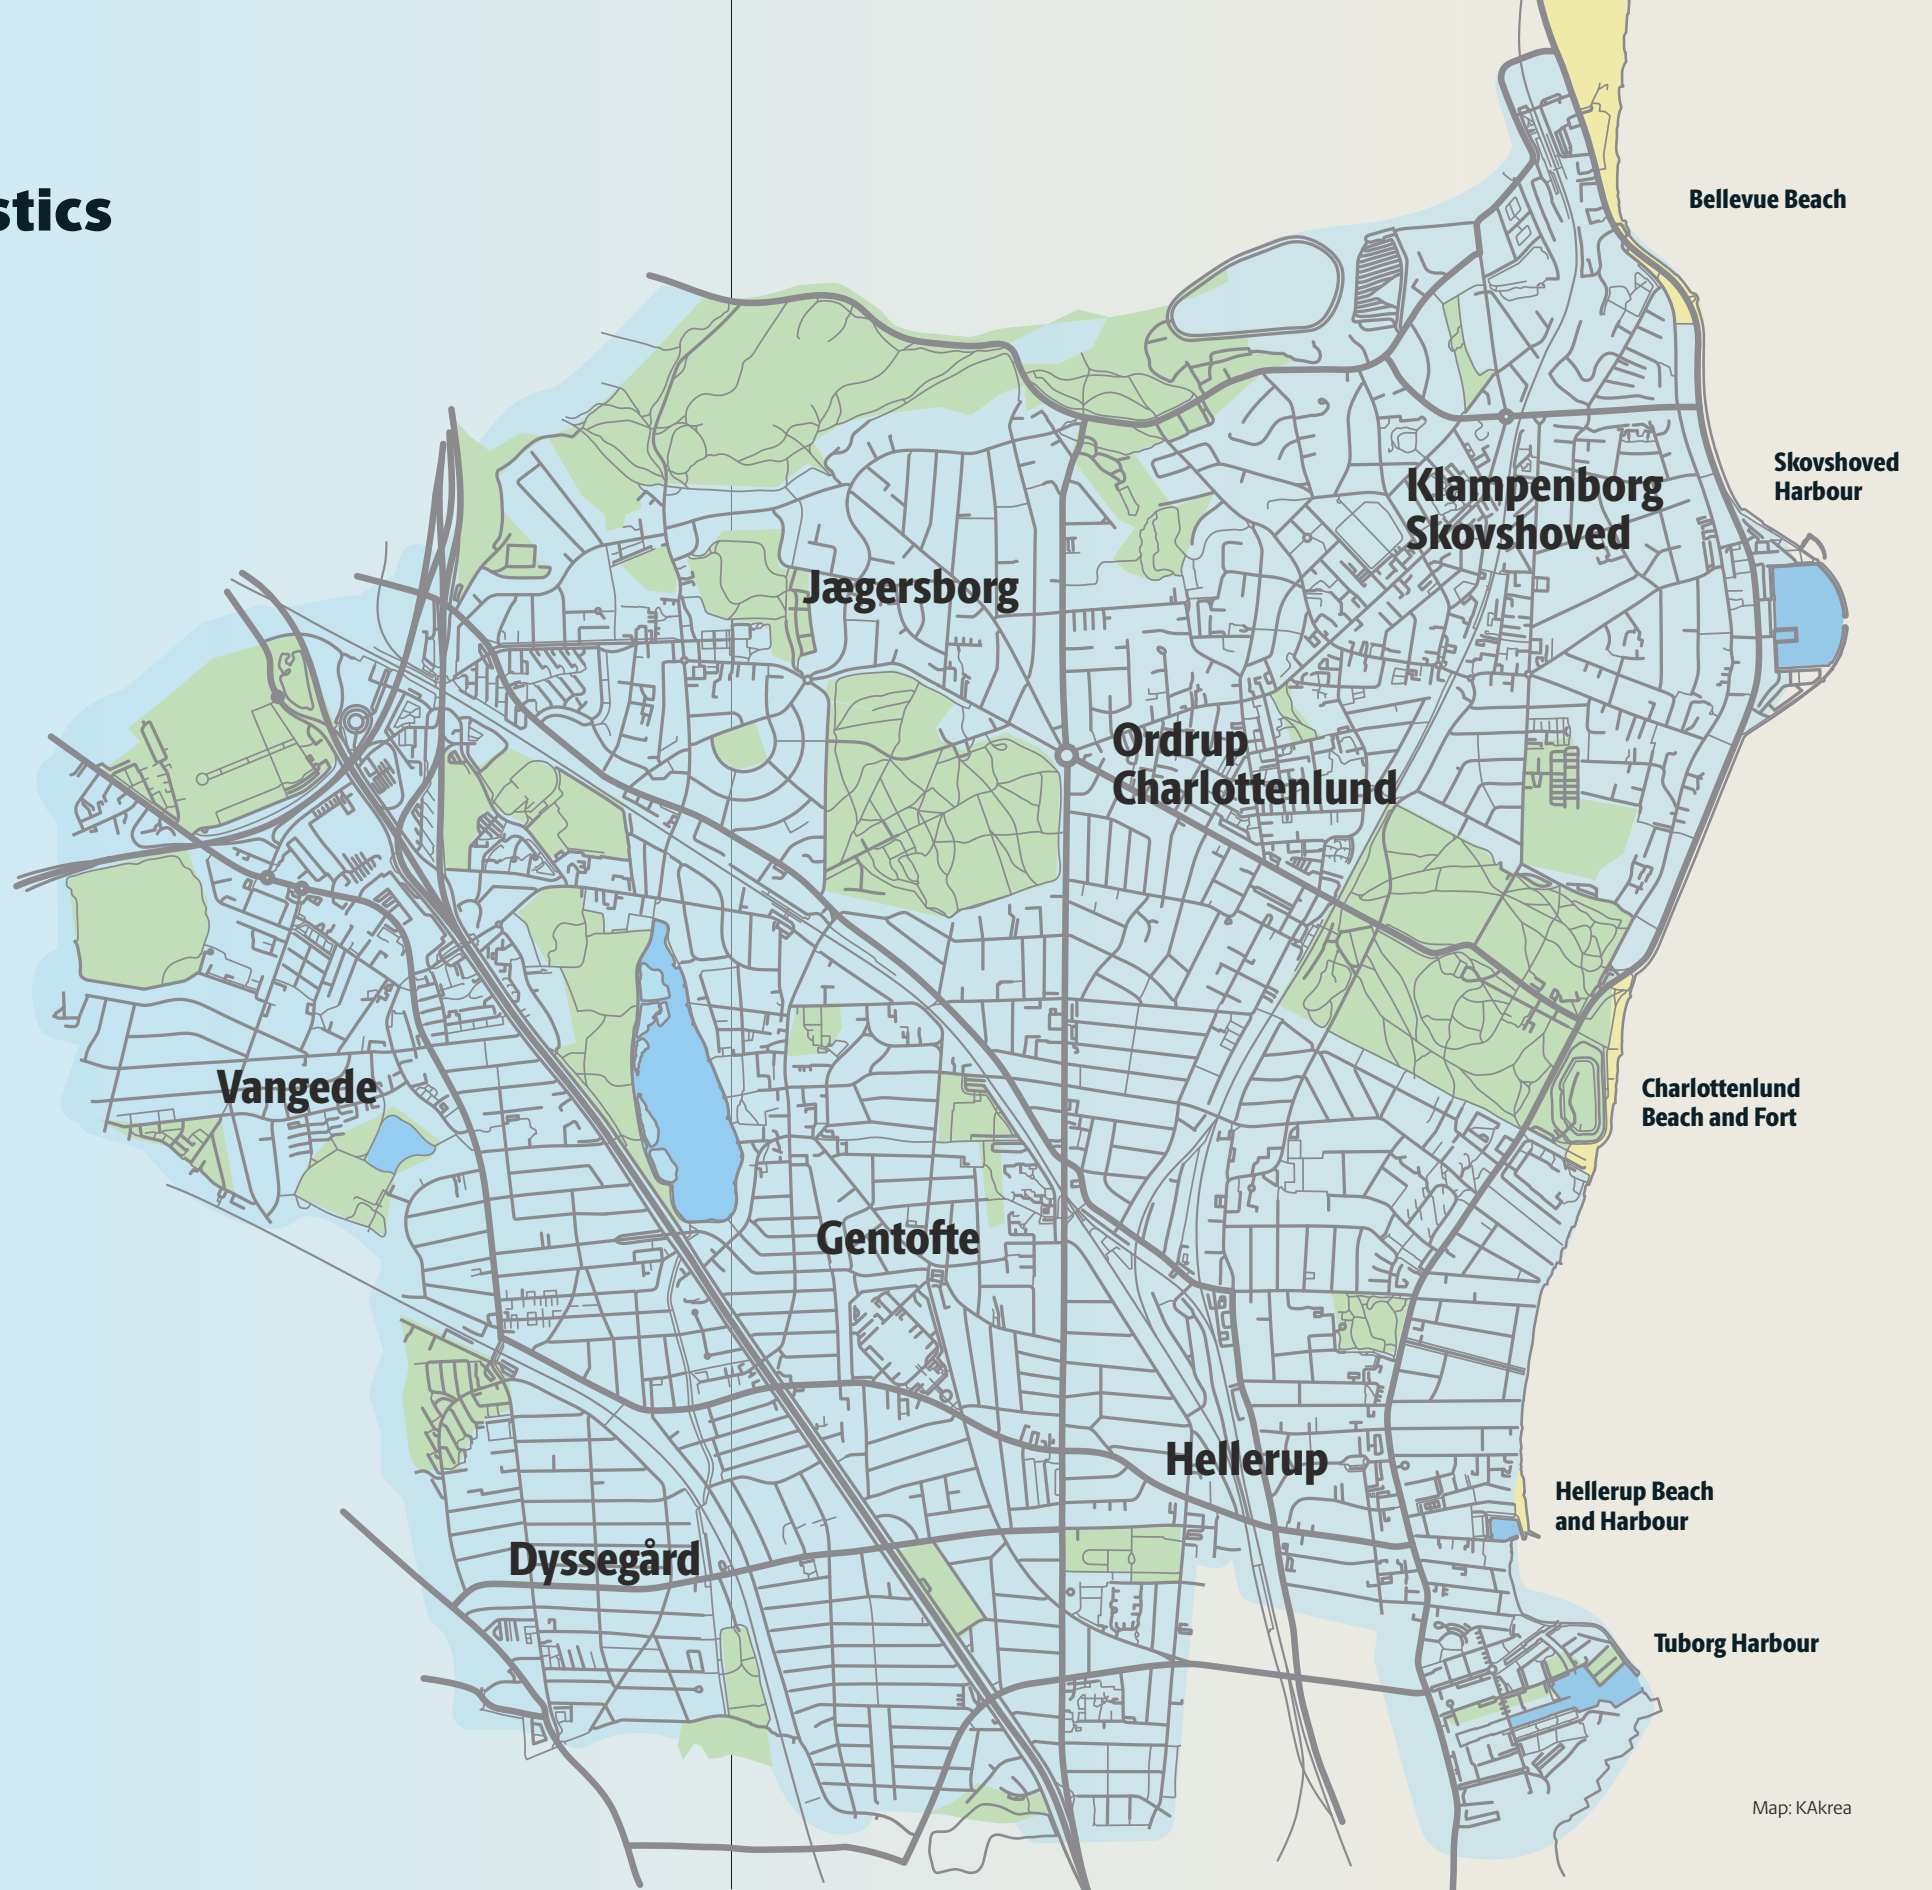 stics
Bellevue Beach
Skovshoved
Harbour
Klampenborg
Skovshoved
Jægersborg
Ordrup
Charlottenlund
Vangede
Charlottenlund
Beach and Fort
Gentofte
Hellerup
Hellerup Beach
and Harbour
Dyssegård
Tuborg Harbour
Map: KAkrea